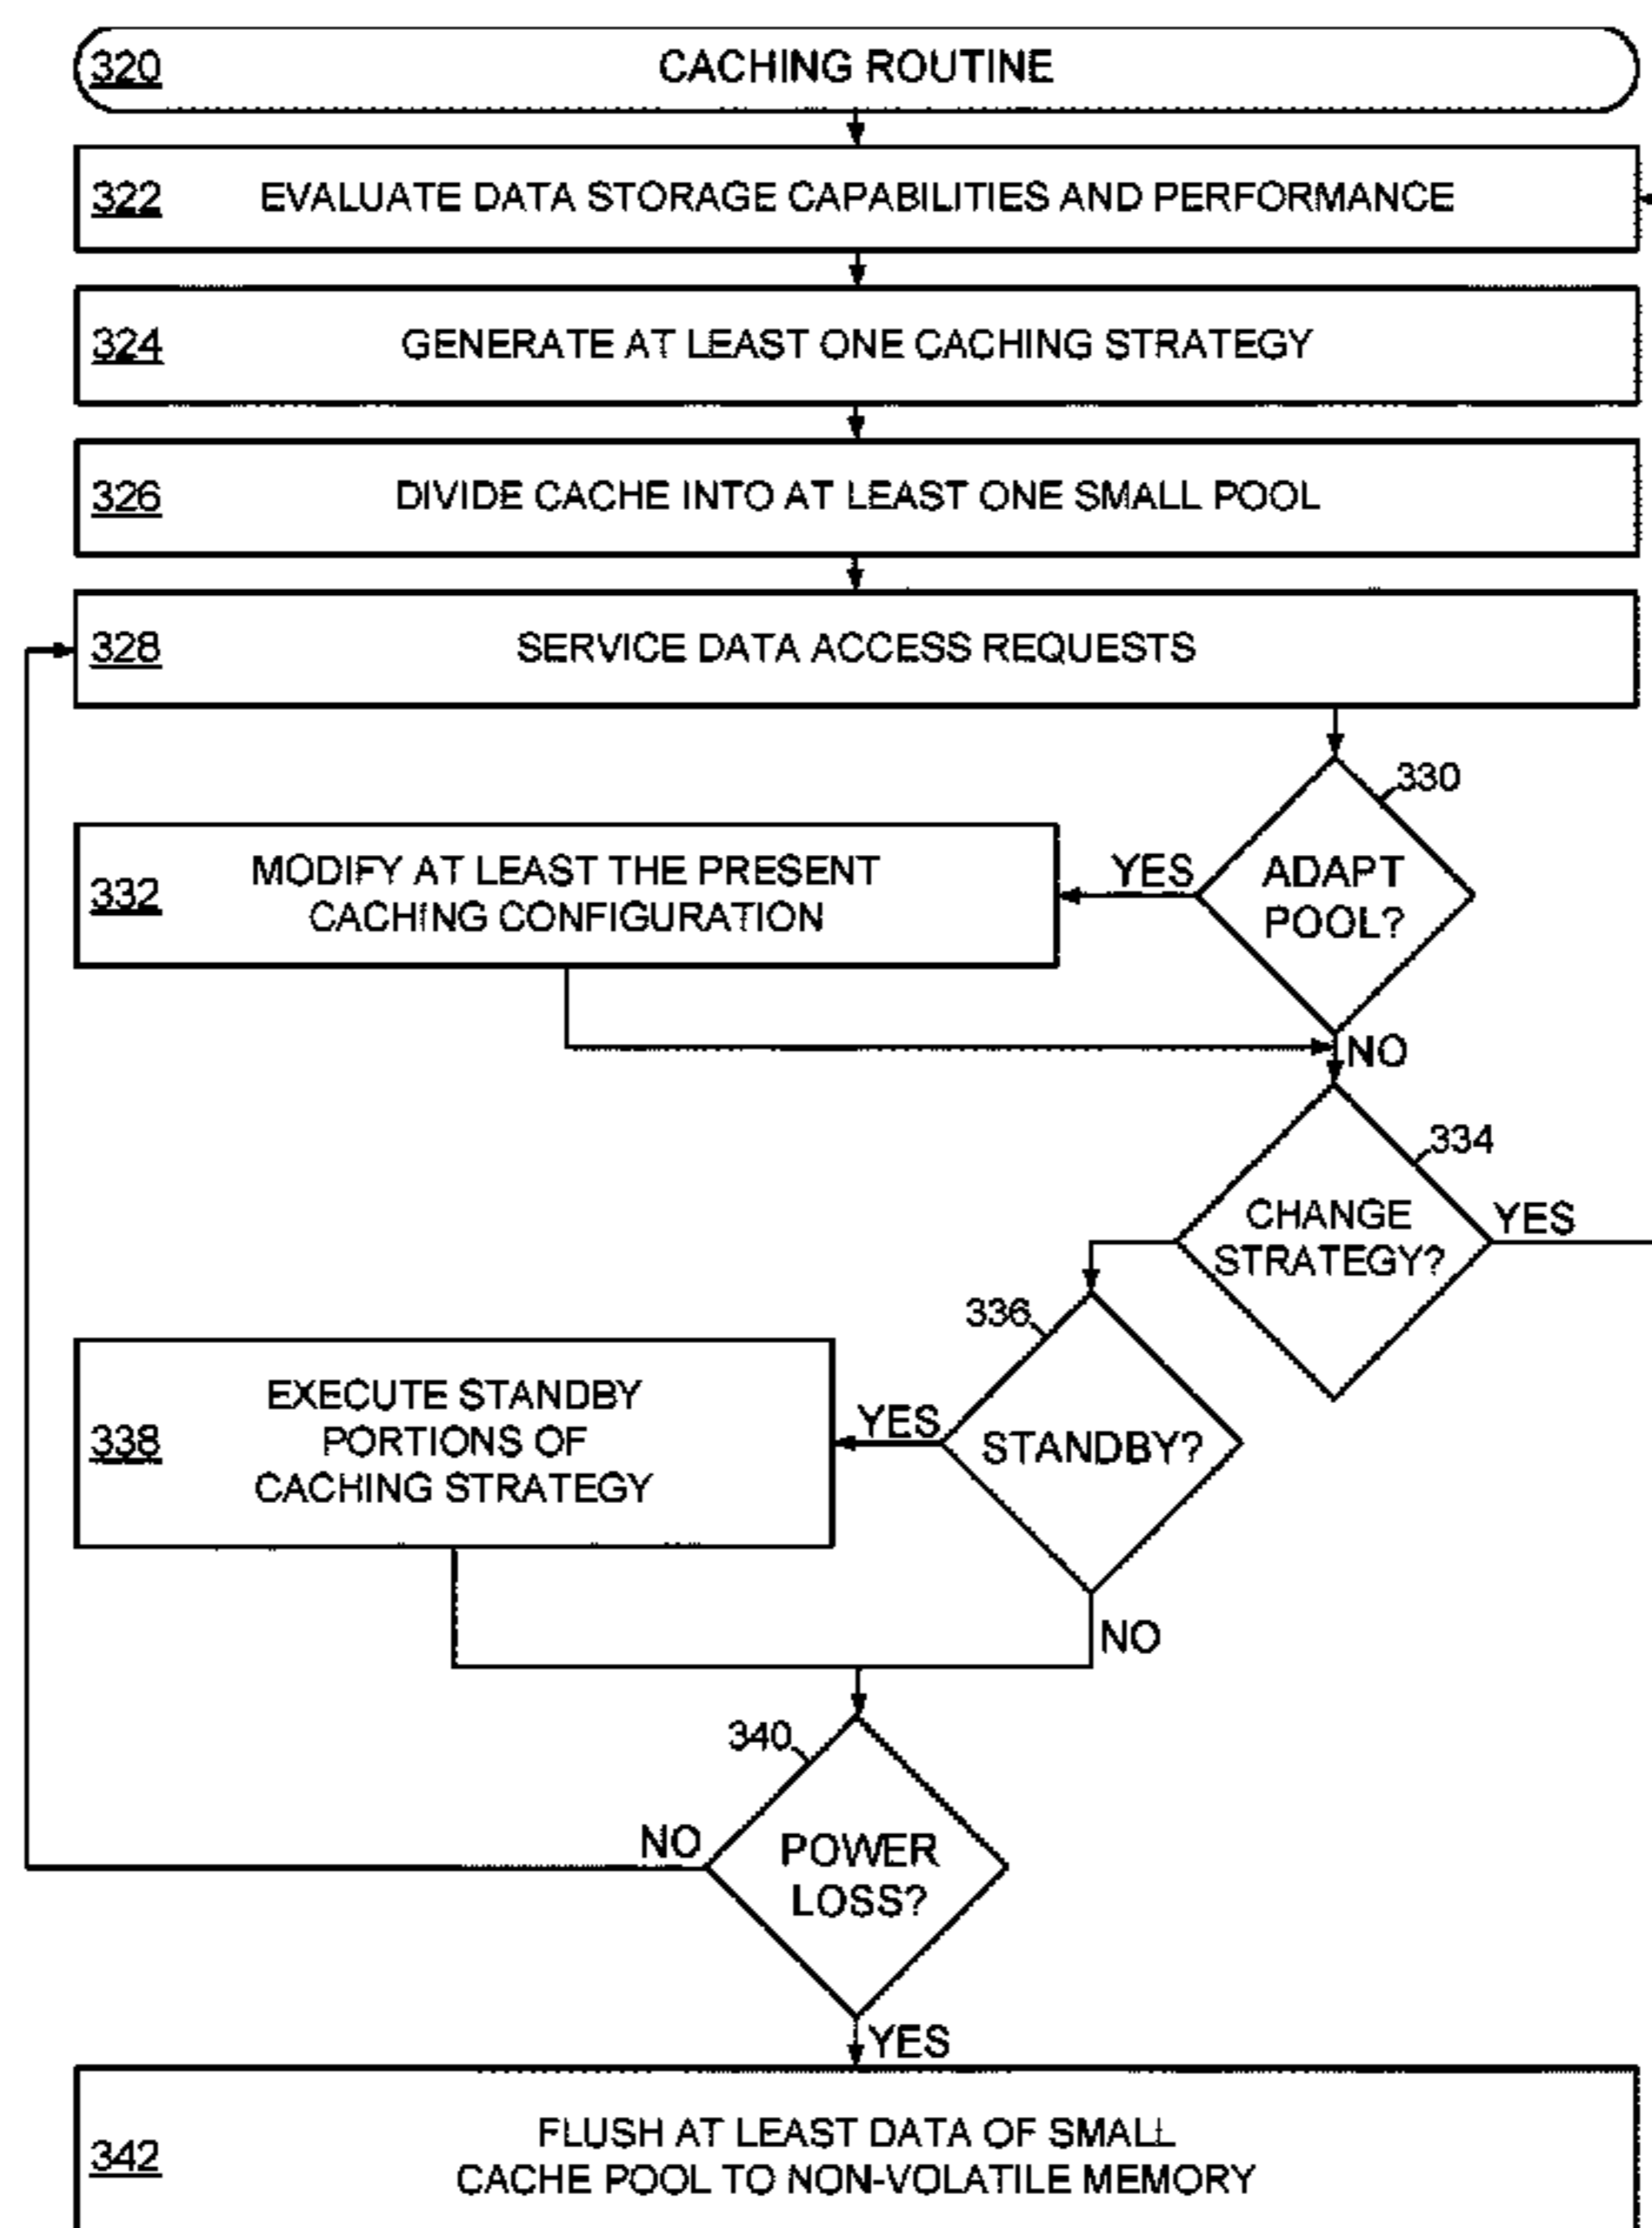 320 CACHING ROUTINE
322 EVALUATE DATA STORAGE CAPABILITIES AND PERFORMANCE
324 GENERATE AT LEAST ONE CACHING STRATEGY
326 DIVIDE CACHE INTO AT LEAST ONE SMALL POOL
328 SERVICE DATA ACCESS REQUESTS
330
ADAPT
POOL?
YES
332 MODIFY AT LEAST THE PRESENT
CACHING CONFIGURATION
NO
334
CHANGE
STRATEGY?
YES
336
STANDBY?
YES
338 EXECUTE STANDBY
PORTIONS OF
CACHING STRATEGY
NO
340
POWER
LOSS?
NO
YES
342 FLUSH AT LEAST DATA OF SMALL
CACHE POOL TO NON-VOLATILE MEMORY